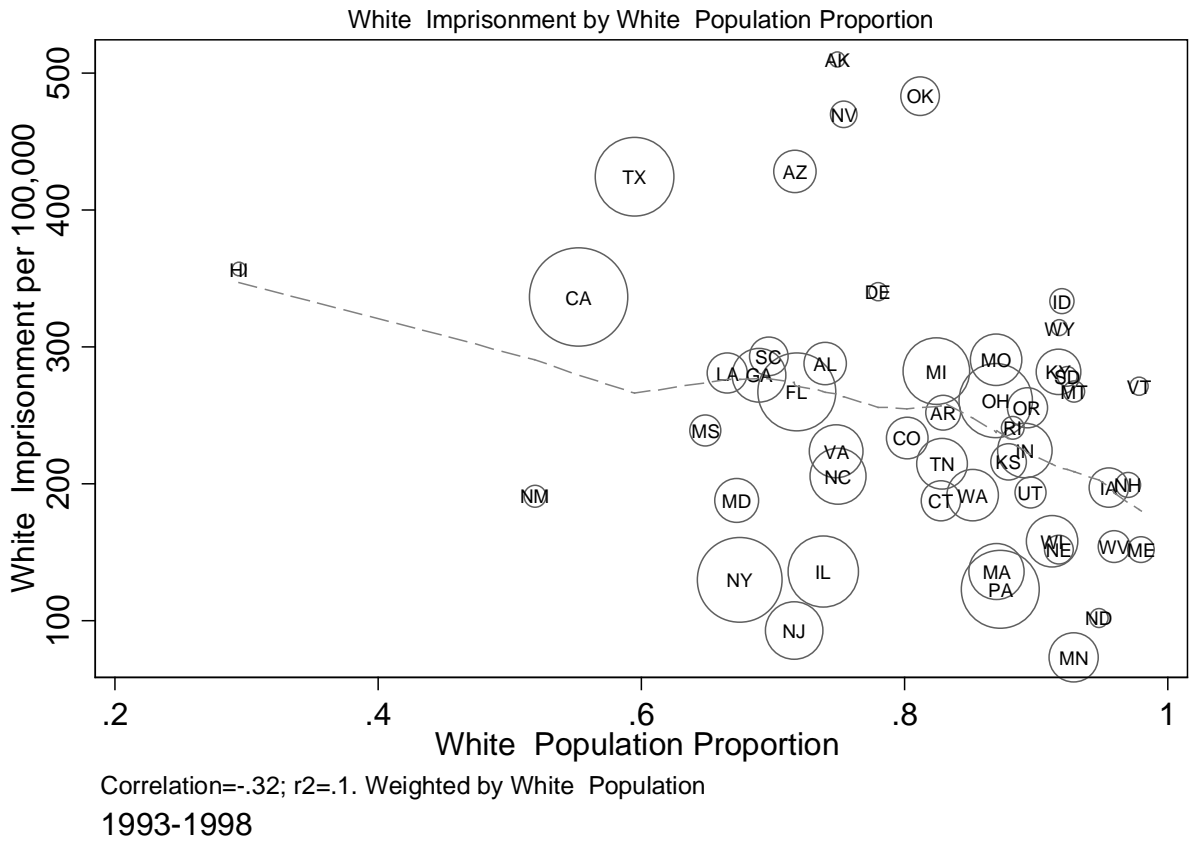 White  Imprisonment by White  Population Proportion
White  Imprisonment per 100,000
500
400
300
200
100
AK
OK
NV
AZ
TX
HI
CA
DE
ID
WY
SC
MO
AL
LA
GA
MI
KY
SD
FL
MT
VT
OH
OR
AR
MS
RI
CO
VA
IN
NC
TN
KS
NM
MD
CT
WA
UT
IA
NH
NY
IL
WI
NE
WV
ME
MA
PA
NJ
ND
MN
.2
.4
.6
.8
1
White  Population Proportion
Correlation=-.32; r2=.1. Weighted by White  Population
1993-1998